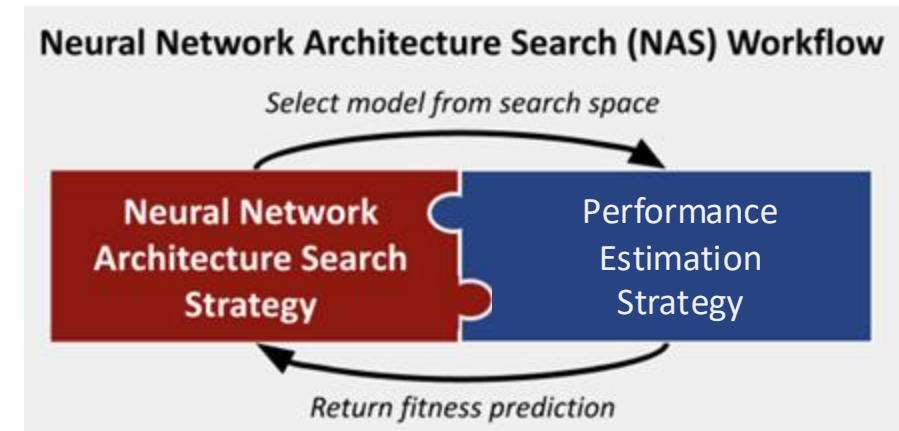 Neural Network Architecture Search (NAS) Workflow
Select model from search space
Neural Network
Architecture Search
Strategy
Performance
Estimation
Strategy
Return fitness prediction